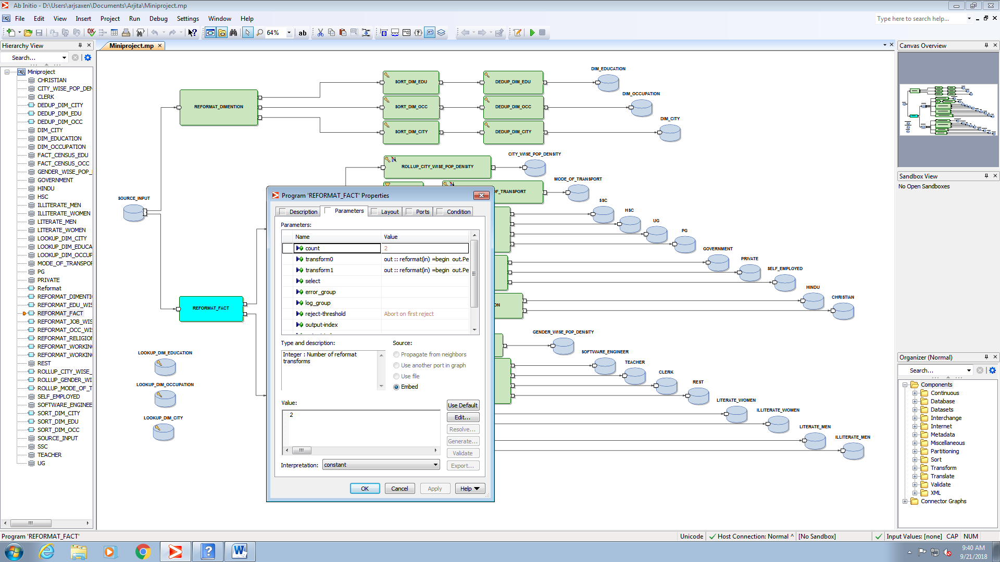 Ab Initio - D:\Users\arjsaxen\Documents\Arjita\Miniproject.mp
File Edit View Insert Project Run Debug Settings Window Help
Type here to search help...
64%
ab
Hierarchy View
Search...
Miniproject
CHRISTIAN
CITY_WISE_POP_DEN
CLERK
DEDUP_DIM_CITY
DEDUP_DIM_EDU
DEDUP_DIM_OCC
DIM_CITY
DIM_EDUCATION
DIM_OCCUPATION
FACT_CENSUS_EDU
FACT_CENSUS_OCC
GENDER_WISE_POP_
GOVERNMENT
HINDU
HSC
ILLITERATE_MEN
ILLITERATE_WOMEN
LITERATE_MEN
LITERATE_WOMEN
LOOKUP_DIM_CITY
LOOKUP_DIM_EDUCA
LOOKUP_DIM_OCCUP
MODE_OF_TRANSPOR
PG
PRIVATE
Reformat
REFORMAT_DIMENTI
REFORMAT_EDU_WIS
REFORMAT_FACT
REFORMAT_JOB_WIS
REFORMAT_OCC_WIS
REFORMAT_RELIGION
REFORMAT_WORKIN
REFORMAT_WORKIN
REST
ROLLUP_CITY_WISE_
ROLLUP_GENDER_WI
ROLLUP_MODE_OF_T
SELF_EMPLOYED
SOFTWARE_ENGINEE
SORT_DIM_CITY
SORT_DIM_EDU
SORT_DIM_OCC
SOURCE_INPUT
SSC
TEACHER
UG
Miniproject.mp
DIM_EDUCATION
SORT_DIM_EDU
DEDUP_DIM_EDU
DIM_OCCUPATION
REFORMAT_DIMENTION
SORT_DIM_OCC
DEDUP_DIM_OCC
DIM_CITY
SORT_DIM_CITY
DEDUP_DIM_CITY
CITY_WISE_POP_DENSITY
ROLLUP_CITY_WISE_POP_DENSITY
MODE_OF_TRANSPORT
OF_TRANSPORT
SOURCE_INPUT
SSC
HSC
UG
PG
GOVERNMENT
PRIVATE
SELF_EMPLOYED
HINDU
CHRISTIAN
ON
REFORMAT_FACT
GENDER_WISE_POP_DENSITY
SOFTWARE_ENGINEER
TEACHER
CLERK
REST
LITERATE_WOMEN
ILLITERATE_WOMEN
LITERATE_MEN
ILLITERATE_MEN
LOOKUP_DIM_EDUCATION
LOOKUP_DIM_OCCUPATION
LOOKUP_DIM_CITY
Program 'REFORMAT_FACT' Properties
Description Parameters Layout Ports Condition
Parameters:
Name Value
count 2
transform0 out :: reformat(in) =begin out.Pe
transform1 out :: reformat(in) =begin out.Pe
select
error_group
log_group
reject-threshold Abort on first reject
output-index
Type and description:
Integer : Number of reformat
transforms
Source:
Propagate from neighbors
Use another port in graph
Use file
Embed
Value:
2
Use Default
Edit...
Resolve...
Generate...
Validate
Export...
Interpretation: constant
OK Cancel Apply Help
Canvas Overview
Sandbox View
No Open Sandboxes
Organizer (Normal)
Search...
Components
Continuous
Database
Datasets
Interchange
Internet
Metadata
Miscellaneous
Partitioning
Sort
Transform
Translate
Validate
XML
Connector Graphs
Program 'REFORMAT_FACT'
Unicode Host Connection: Normal ^ [No Sandbox] Input Values: [none] CAP NUM
9:40 AM
9/21/2018